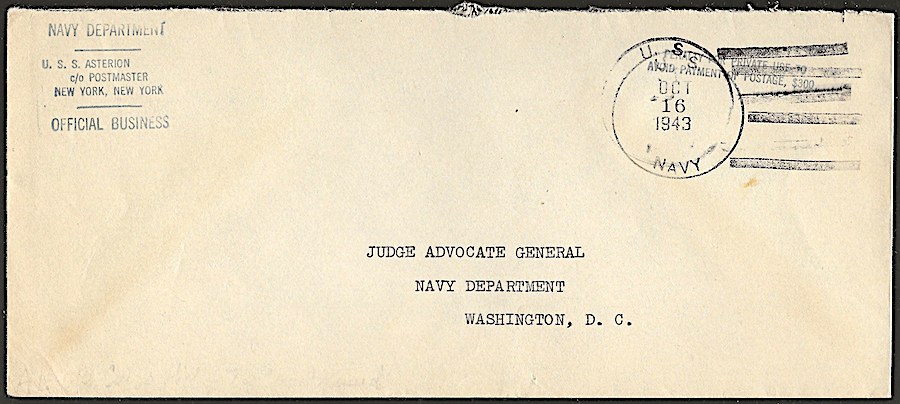 NAVY DEPARTMENT
U. S. S. ASTERION
c/o POSTMASTER
NEW YORK, NEW YORK
OFFICIAL BUSINESS
U. S. S.
OCT
16
1943
NAVY
PRIVATE USE TO
AVOID PAYMENT OF POSTAGE, $300
JUDGE ADVOCATE GENERAL
NAVY DEPARTMENT
WASHINGTON, D. C.